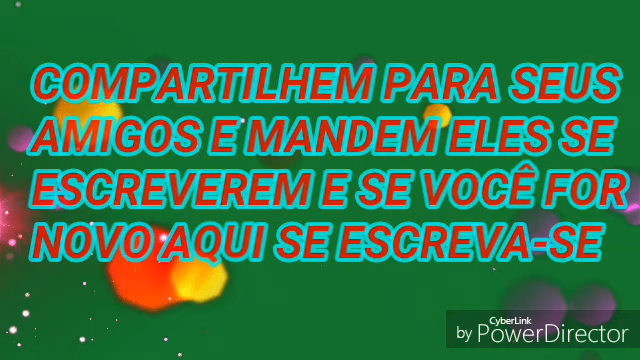 COMPARTILHEM PARA SEUS
AMIGOS E MANDEM ELES SE
ESCREVEREM E SE VOCÊ FOR
NOVO AQUI SE ESCREVA-SE
CyberLink
by PowerDirector